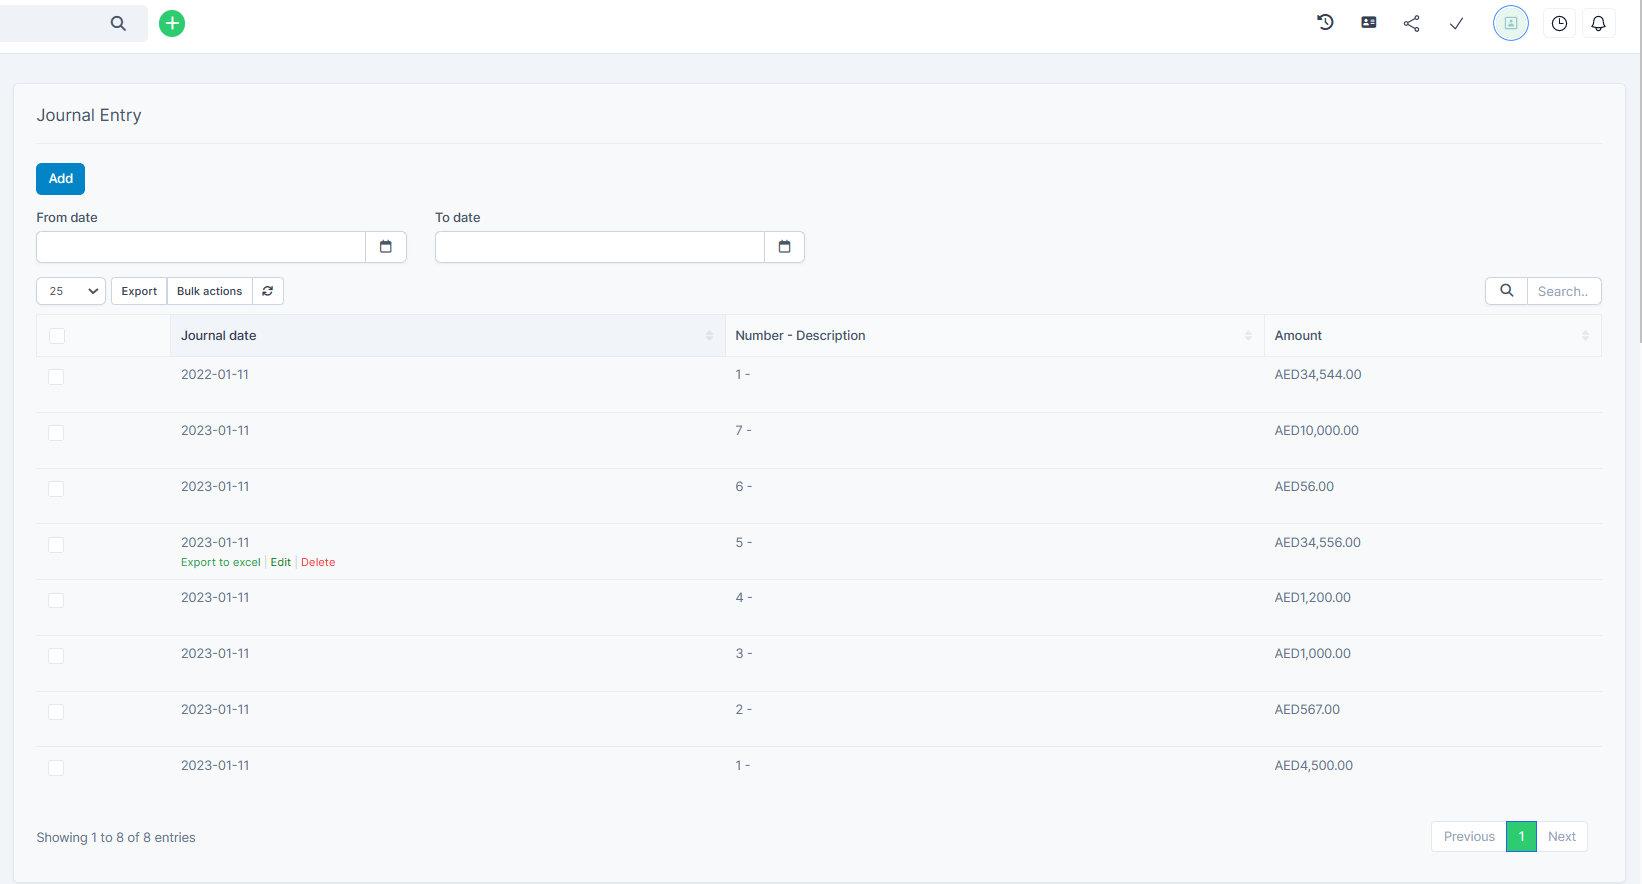 Journal Entry
Add
From date To date
25 Export Bulk actions Search..
Journal date Number - Description Amount
2022-01-11 1 - AED34,544.00
2023-01-11 7 - AED10,000.00
2023-01-11 6 - AED56.00
2023-01-11 5 - AED34,556.00
Export to excel | Edit | Delete
2023-01-11 4 - AED1,200.00
2023-01-11 3 - AED1,000.00
2023-01-11 2 - AED567.00
2023-01-11 1 - AED4,500.00
Showing 1 to 8 of 8 entries Previous 1 Next